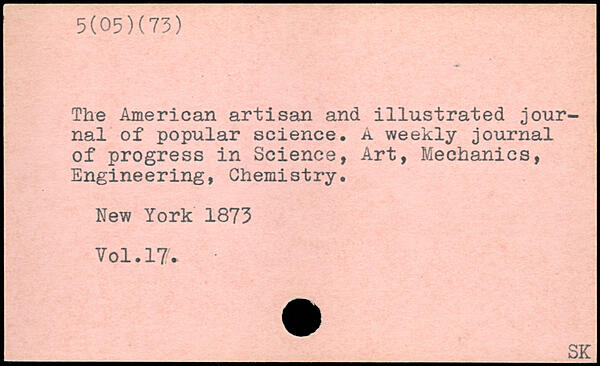 5(05)(73)
The American artisan and illustrated jour-
nal of popular science. A weekly journal
of progress in Science, Art, Mechanics,
Engineering, Chemistry.
New York 1873
Vol.17.
SK